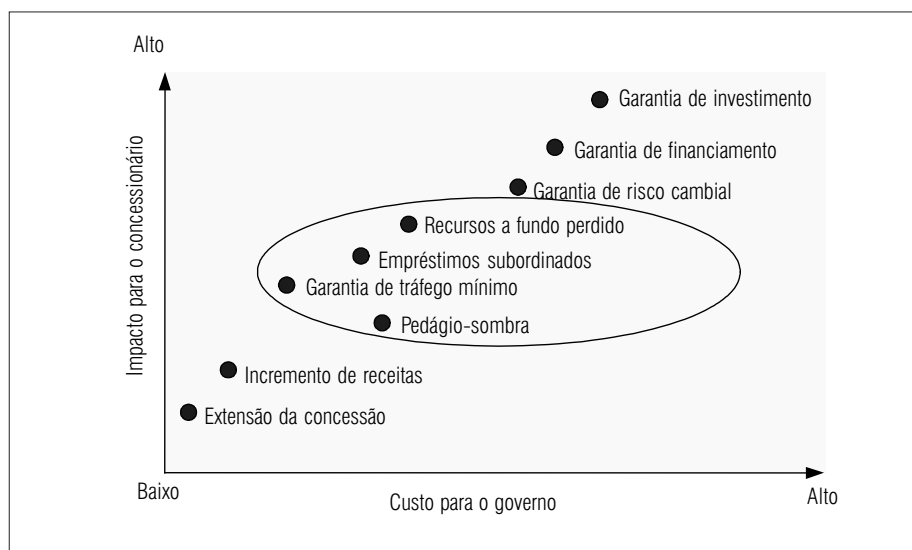 Alto
Impacto para o concessionário
Garantia de investimento
Garantia de financiamento
Garantia de risco cambial
Recursos a fundo perdido
Empréstimos subordinados
Garantia de tráfego mínimo
Pedágio-sombra
Incremento de receitas
Extensão da concessão
Baixo
Custo para o governo
Alto